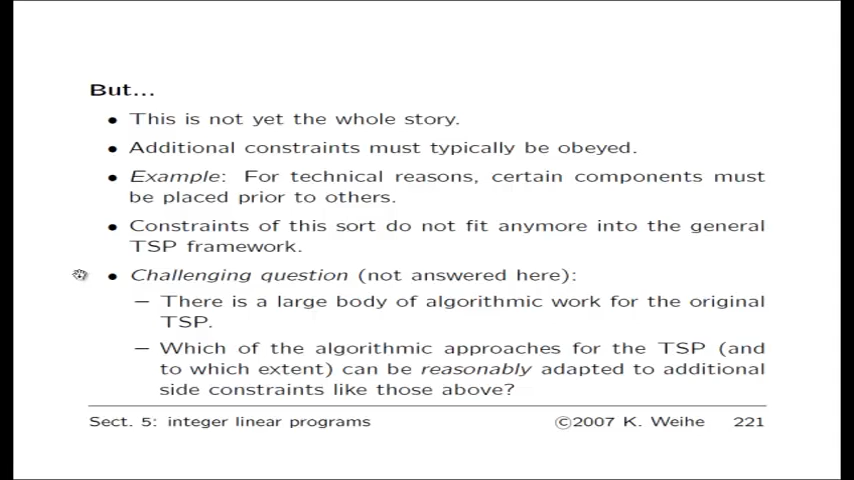 But...
• This is not yet the whole story.
• Additional constraints must typically be obeyed.
• Example: For technical reasons, certain components must
be placed prior to others.
• Constraints of this sort do not fit anymore into the general
TSP framework.
• Challenging question (not answered here):
– There is a large body of algorithmic work for the original
TSP.
– Which of the algorithmic approaches for the TSP (and
to which extent) can be reasonably adapted to additional
side constraints like those above?
Sect. 5: integer linear programs ©2007 K. Weihe 221